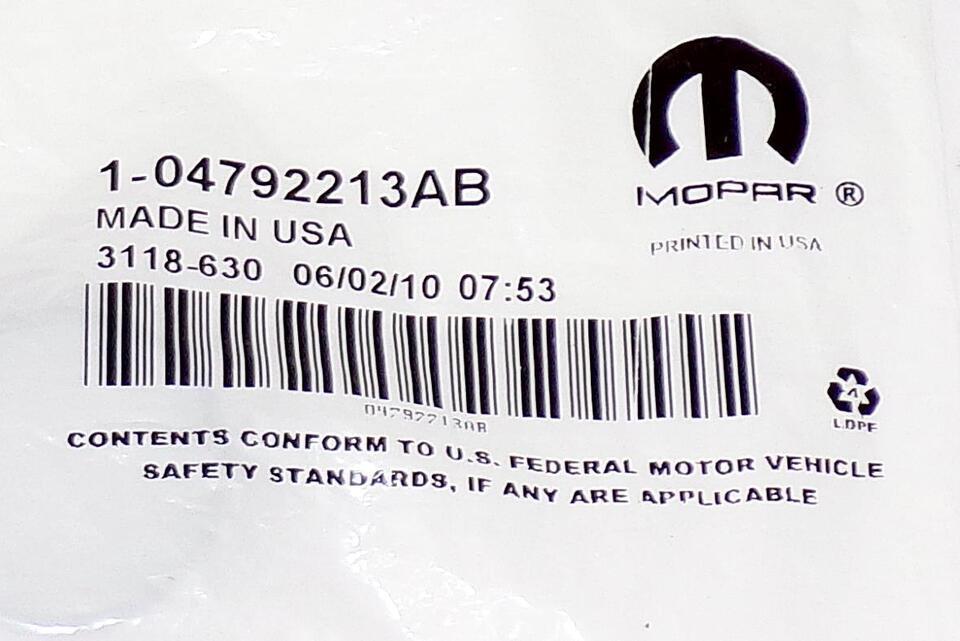 MOPAR ®
PRINTED IN USA
1-04792213AB
MADE IN USA
3118-630 06/02/10 07:53
04792213AB
4
LDPE
CONTENTS CONFORM TO U.S. FEDERAL MOTOR VEHICLE
SAFETY STANDARDS, IF ANY ARE APPLICABLE